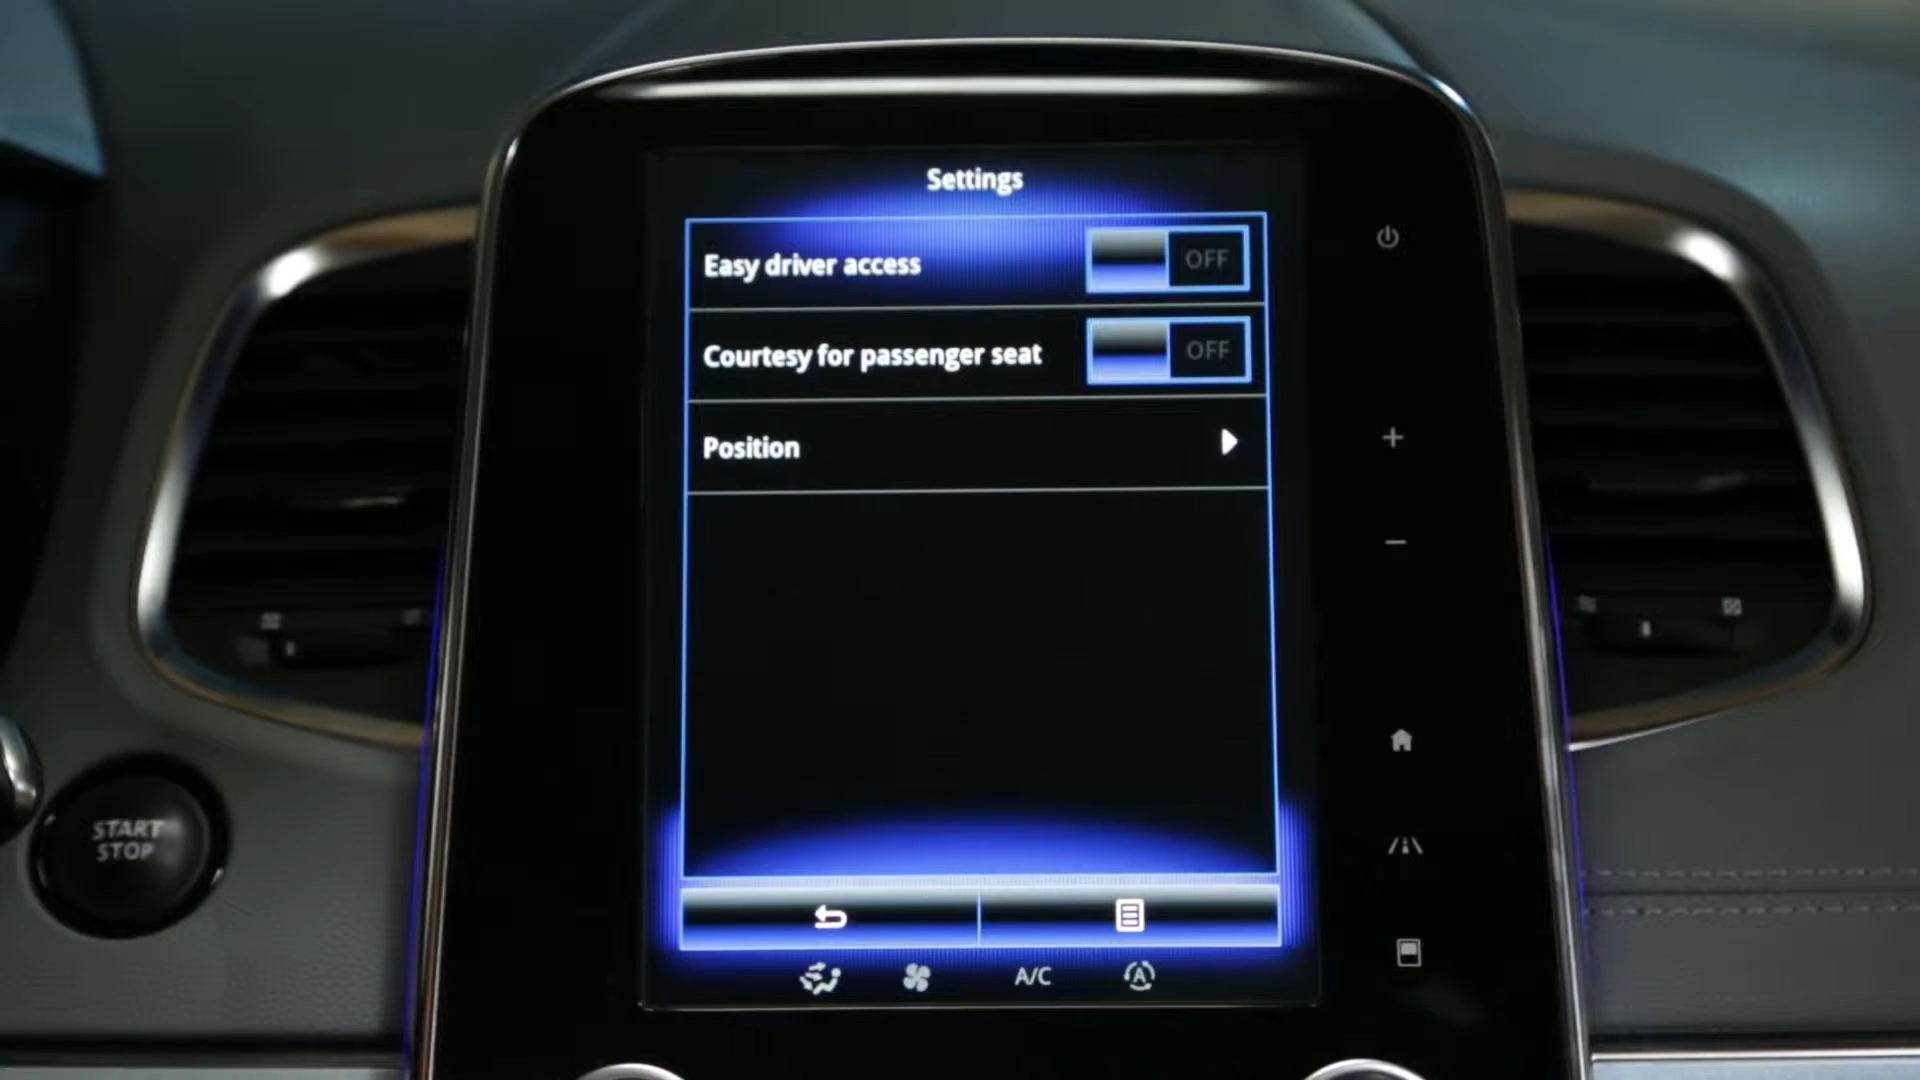 Settings
Easy driver access
OFF
Courtesy for passenger seat
OFF
Position
START
STOP
A/C
A